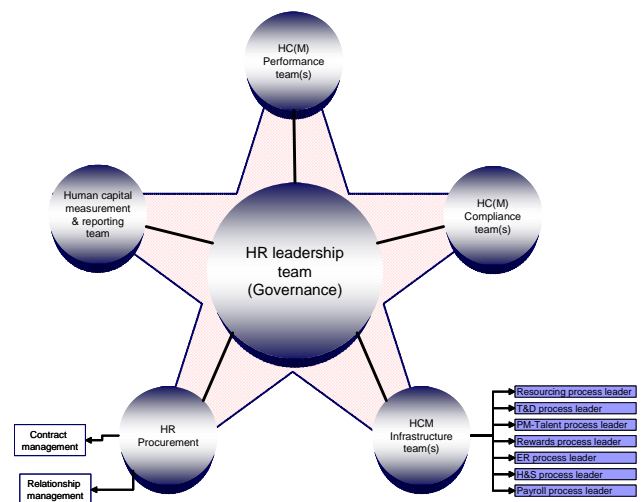 HC(M)
Performance
team(s)
Human capital
measurement
& reporting
team
HC(M)
Compliance
team(s)
HR leadership
team
(Governance)
HR
Procurement
HCM
Infrastructure
team(s)
Contract
management
Relationship
management
Resourcing process leader
T&D process leader
PM-Talent process leader
Rewards process leader
ER process leader
H&S process leader
Payroll process leader